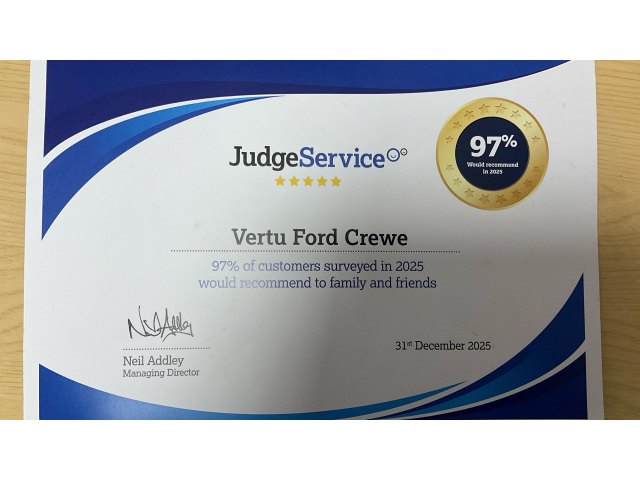 JudgeService
97%
Would recommend
in 2025
Vertu Ford Crewe
97% of customers surveyed in 2025
would recommend to family and friends
Neil Addley
Managing Director
31st December 2025